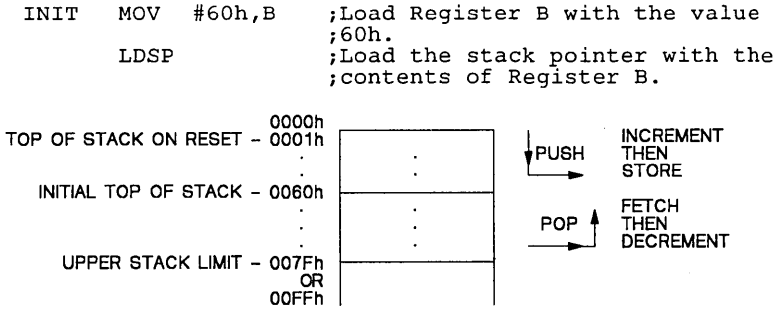 INIT MOV #60h,B ;Load Register B with the value
;60h.
LDSP ;Load the stack pointer with the
;contents of Register B.
0000h
TOP OF STACK ON RESET – 0001h
INITIAL TOP OF STACK – 0060h
UPPER STACK LIMIT – 007Fh
OR
00FFh
PUSH
INCREMENT
THEN
STORE
POP
FETCH
THEN
DECREMENT